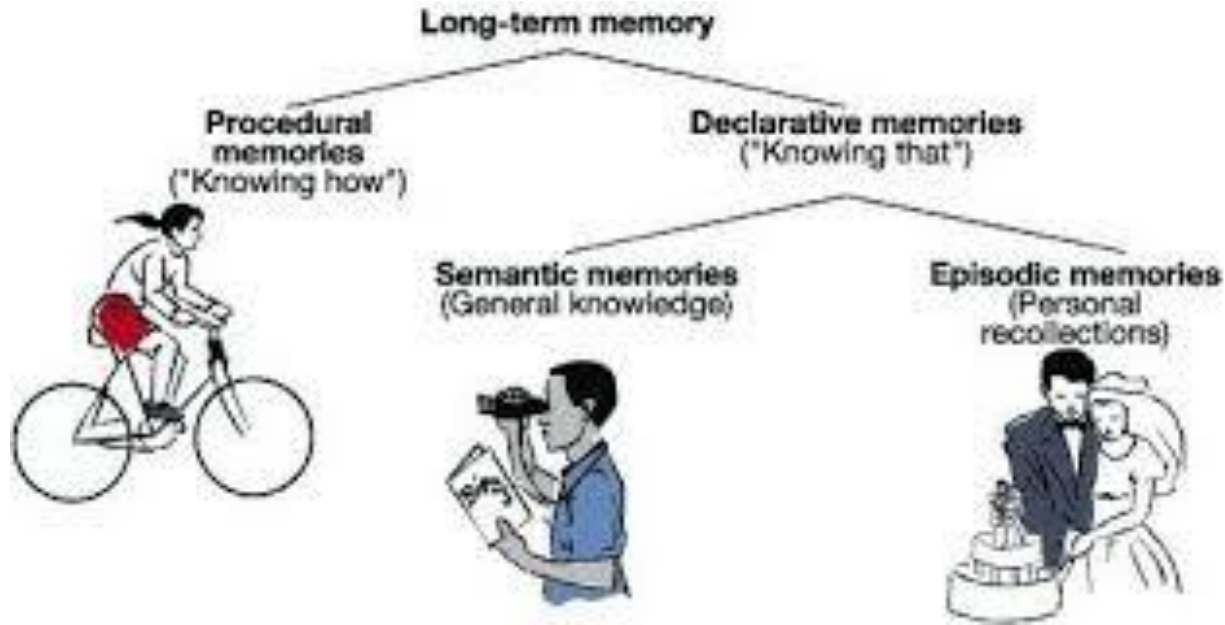 Long-term memory
Procedural
memories
("Knowing how")
Declarative memories
("Knowing that")
Semantic memories
(General knowledge)
Episodic memories
(Personal
recollections)